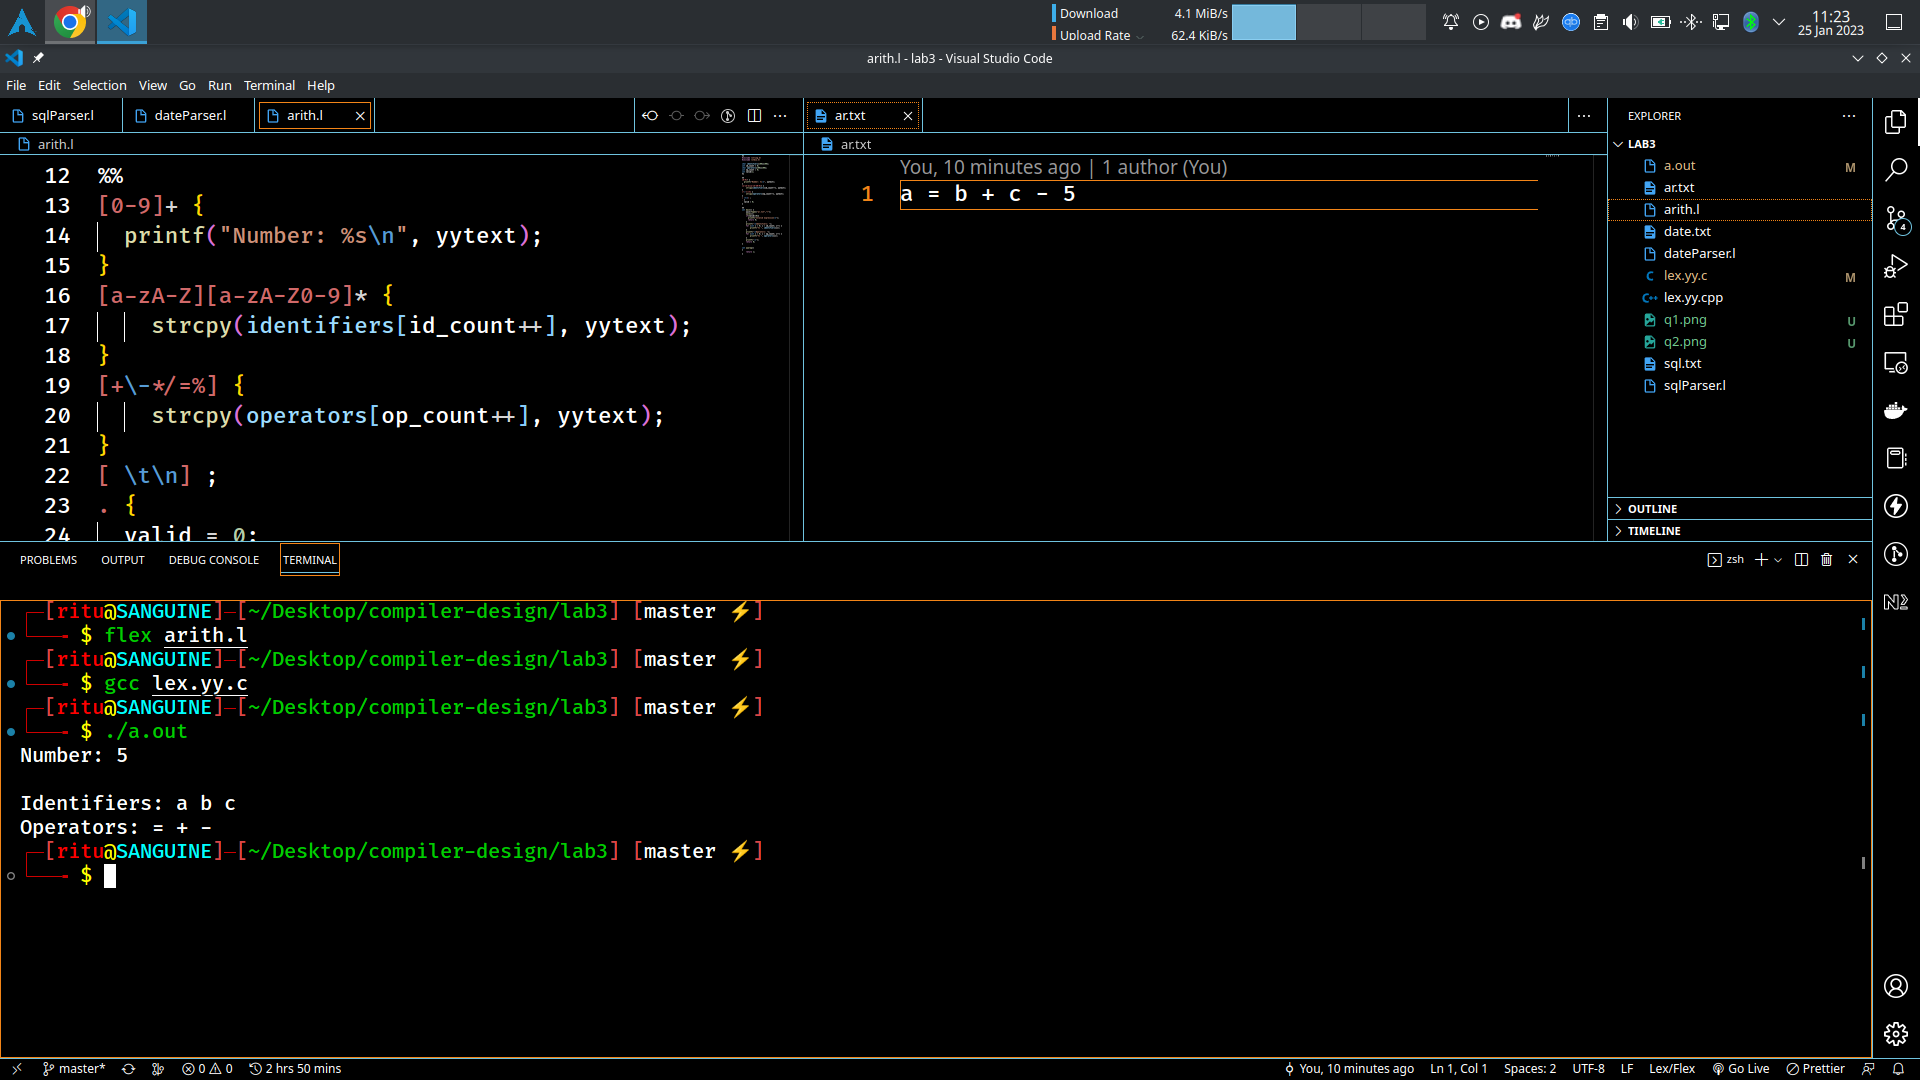 Download 4.1 MiB/s
Upload Rate 62.4 KiB/s
11:23
25 Jan 2023
arith.l - lab3 - Visual Studio Code
File Edit Selection View Go Run Terminal Help
sqlParser.l dateParser.l arith.l
ar.txt
arith.l
ar.txt
12 %%
13 [0-9]+ {
14 printf("Number: %s\n", yytext);
15 }
16 [a-zA-Z][a-zA-Z0-9]* {
17 strcpy(identifiers[id_count++], yytext);
18 }
19 [+\-*/=%] {
20 strcpy(operators[op_count++], yytext);
21 }
22 [ \t\n] ;
23 . {
24 valid = 0;
You, 10 minutes ago | 1 author (You)
1 a = b + c - 5
EXPLORER
LAB3
a.out M
ar.txt
arith.l
date.txt
dateParser.l
lex.yy.c M
lex.yy.cpp
q1.png U
q2.png U
sql.txt
sqlParser.l
OUTLINE
TIMELINE
4
PROBLEMS OUTPUT DEBUG CONSOLE TERMINAL
zsh
[ritu@SANGUINE]-[~/Desktop/compiler-design/lab3] [master ⚡]
$ flex arith.l
[ritu@SANGUINE]-[~/Desktop/compiler-design/lab3] [master ⚡]
$ gcc lex.yy.c
[ritu@SANGUINE]-[~/Desktop/compiler-design/lab3] [master ⚡]
$ ./a.out
Number: 5
Identifiers: a b c
Operators: = + -
[ritu@SANGUINE]-[~/Desktop/compiler-design/lab3] [master ⚡]
$
master* 0 0 2 hrs 50 mins
You, 10 minutes ago Ln 1, Col 1 Spaces: 2 UTF-8 LF Lex/Flex Go Live Prettier